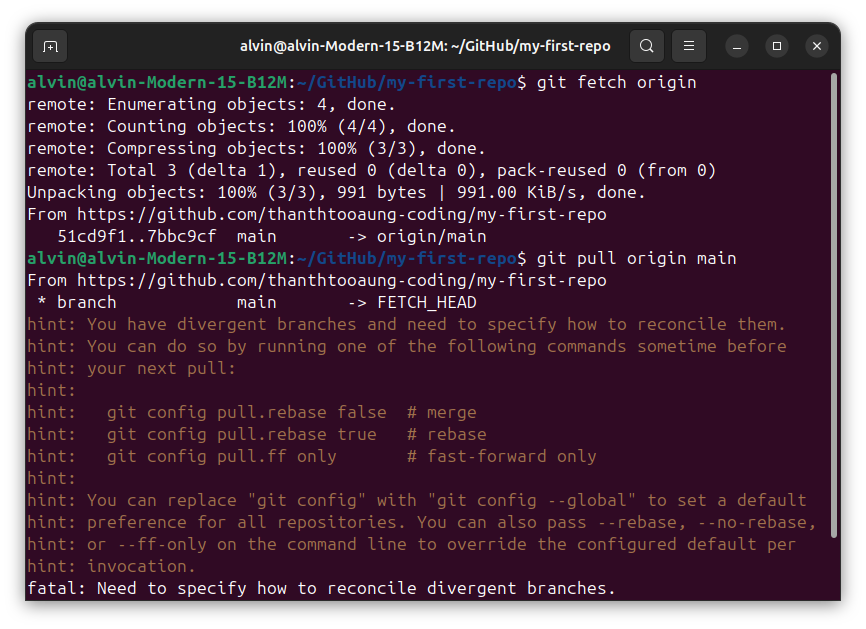 alvin@alvin-Modern-15-B12M: ~/GitHub/my-first-repo
alvin@alvin-Modern-15-B12M:~/GitHub/my-first-repo$ git fetch origin
remote: Enumerating objects: 4, done.
remote: Counting objects: 100% (4/4), done.
remote: Compressing objects: 100% (3/3), done.
remote: Total 3 (delta 1), reused 0 (delta 0), pack-reused 0 (from 0)
Unpacking objects: 100% (3/3), 991 bytes | 991.00 KiB/s, done.
From https://github.com/thanthtooaung-coding/my-first-repo
   51cd9f1..7bbc9cf  main       -> origin/main
alvin@alvin-Modern-15-B12M:~/GitHub/my-first-repo$ git pull origin main
From https://github.com/thanthtooaung-coding/my-first-repo
 * branch            main       -> FETCH_HEAD
hint: You have divergent branches and need to specify how to reconcile them.
hint: You can do so by running one of the following commands sometime before
hint: your next pull:
hint:
hint:   git config pull.rebase false  # merge
hint:   git config pull.rebase true   # rebase
hint:   git config pull.ff only       # fast-forward only
hint:
hint: You can replace "git config" with "git config --global" to set a default
hint: preference for all repositories. You can also pass --rebase, --no-rebase,
hint: or --ff-only on the command line to override the configured default per
hint: invocation.
fatal: Need to specify how to reconcile divergent branches.